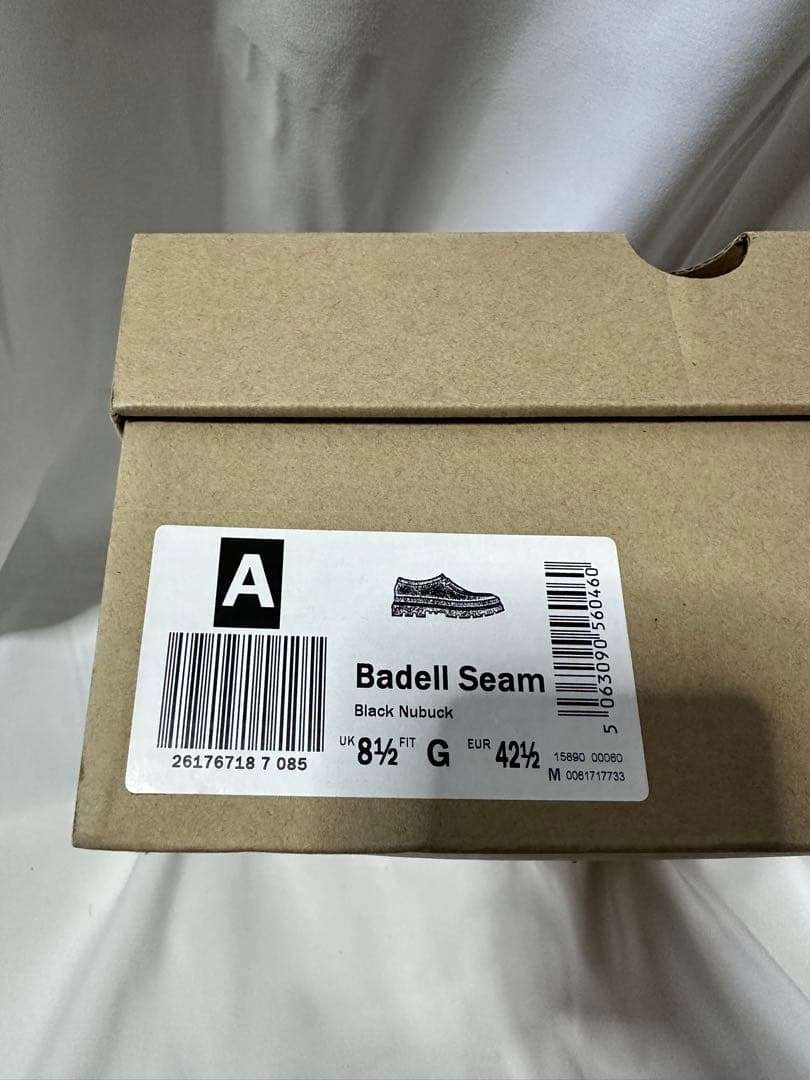 A
26176718 7 085
Badell Seam
Black Nubuck
UK 8½ FIT G EUR 42½
15890 00060
M 0061717733
5 063090 560460